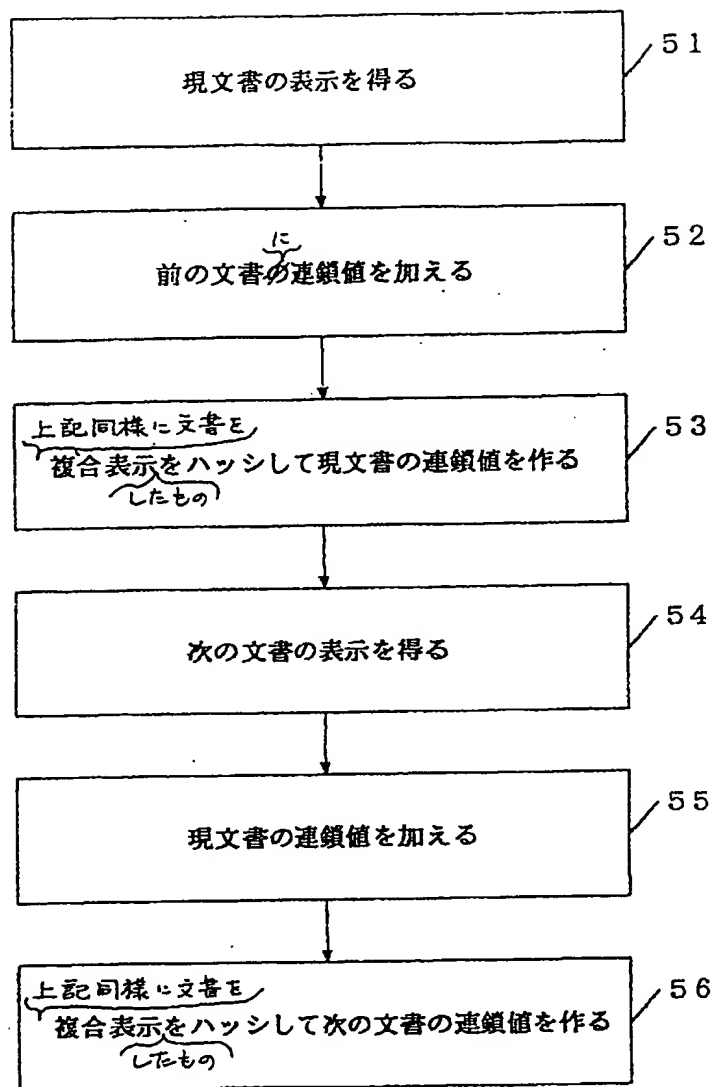 現文書の表示を得る
51
に
前の文書の連鎖値を加える
52
上記同様に文書を
複合表示をハッシして現文書の連鎖値を作る
したもの
53
次の文書の表示を得る
54
現文書の連鎖値を加える
55
上記同様に文書を
複合表示をハッシして次の文書の連鎖値を作る
したもの
56